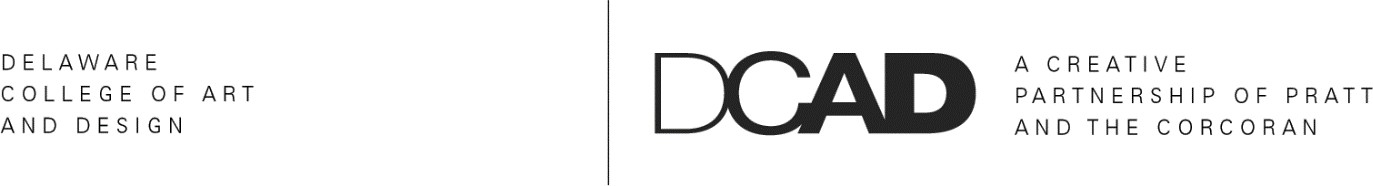 DELAWARE
COLLEGE OF ART
AND DESIGN
DCAD
A CREATIVE
PARTNERSHIP OF PRATT
AND THE CORCORAN